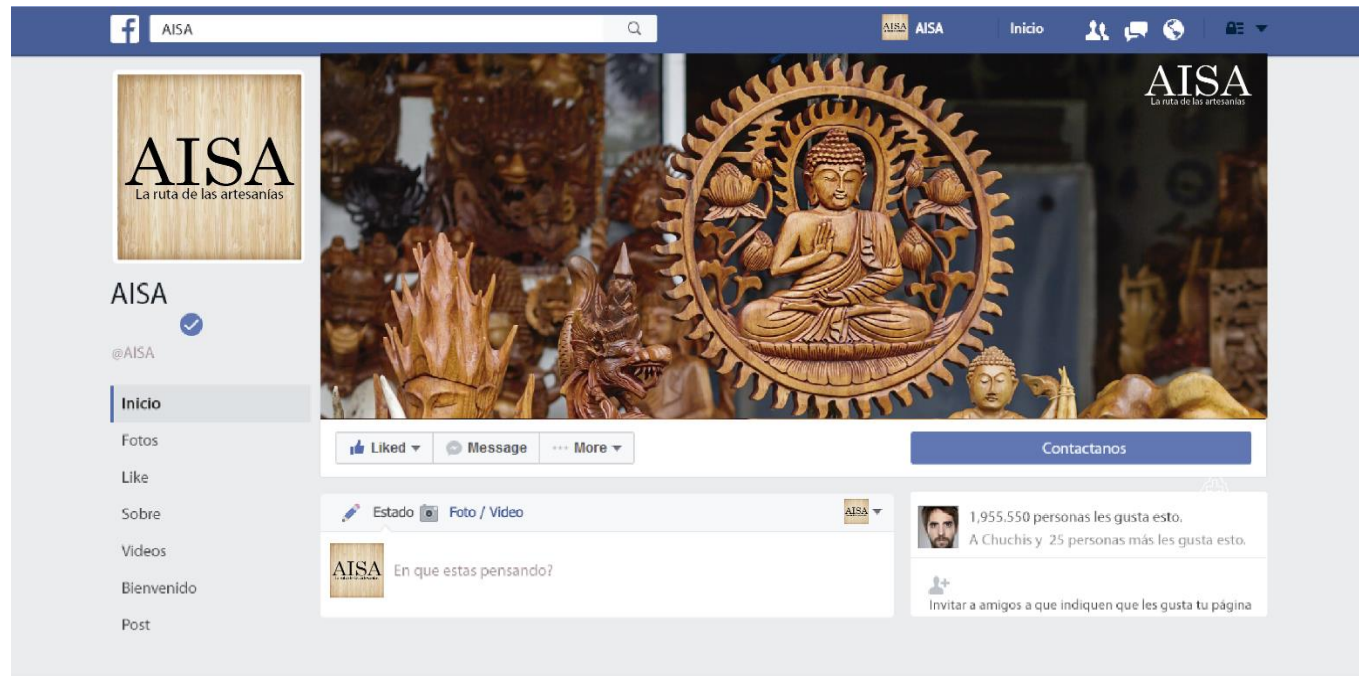 AISA
AISA
Inicio
AISA
La ruta de las artesanías
AISA
La ruta de las artesanías
AISA
@AISA
Inicio
Fotos
Like
Sobre
Videos
Bienvenido
Post
Liked
Message
More
Contactanos
Estado
Foto / Video
AISA
AISA
En que estas pensando?
1,955.550 personas les gusta esto.
A Chuchis y 25 personas más les gusta esto.
Invitar a amigos a que indiquen que les gusta tu página